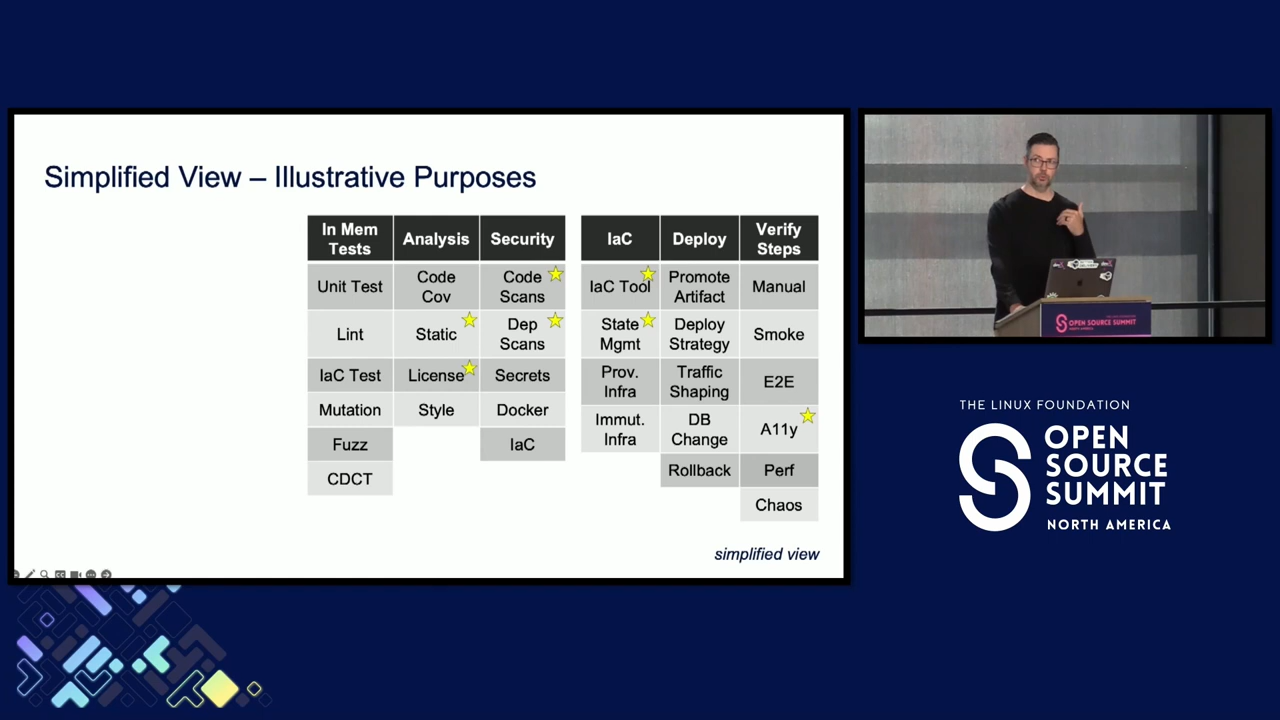 Simplified View – Illustrative Purposes
In Mem
Tests
Analysis
Security
IaC
Deploy
Verify
Steps
Unit Test
Code
Cov
Code
Scans
IaC Tool
Promote
Artifact
Manual
Lint
Static
Dep
Scans
State
Mgmt
Deploy
Strategy
Smoke
IaC Test
License
Secrets
Prov.
Infra
Traffic
Shaping
E2E
Mutation
Style
Docker
Immut.
Infra
DB
Change
A11y
Fuzz
IaC
Rollback
Perf
CDCT
Chaos
simplified view
OPEN SOURCE SUMMIT
THE LINUX FOUNDATION
OPEN
SOURCE
SUMMIT
NORTH AMERICA